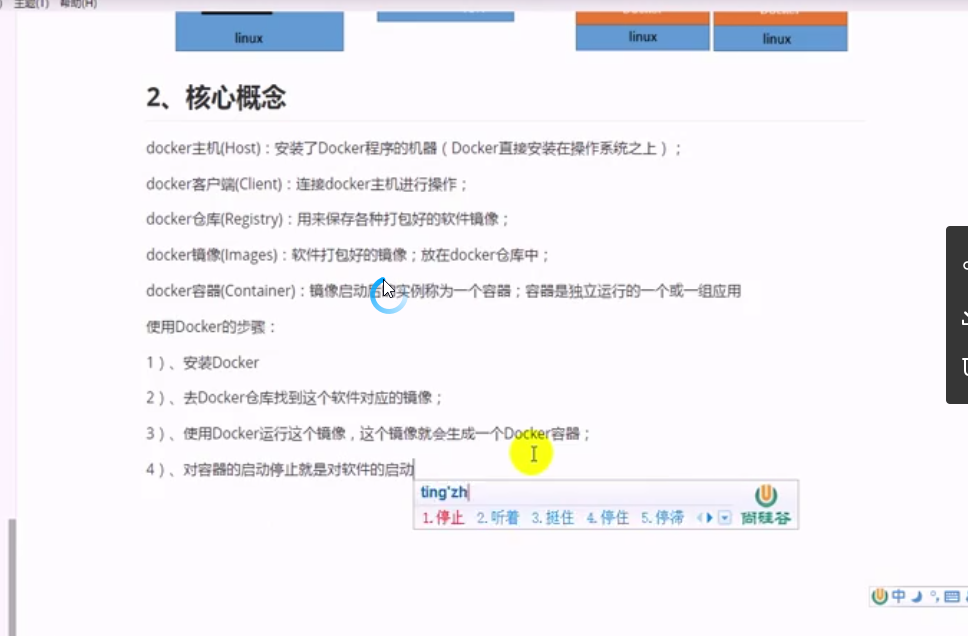 主题(T) 帮助(H)
linux
linux
linux
2、核心概念
docker主机(Host)：安装了Docker程序的机器（Docker直接安装在操作系统之上）；
docker客户端(Client)：连接docker主机进行操作；
docker仓库(Registry)：用来保存各种打包好的软件镜像；
docker镜像(Images)：软件打包好的镜像；放在docker仓库中；
docker容器(Container)：镜像启动后的实例称为一个容器；容器是独立运行的一个或一组应用
使用Docker的步骤：
1）、安装Docker
2）、去Docker仓库找到这个软件对应的镜像；
3）、使用Docker运行这个镜像，这个镜像就会生成一个Docker容器；
4）、对容器的启动停止就是对软件的启动
ting'zh
1.停止 2.听着 3.挺住 4.停住 5.停滞
尚硅谷
中